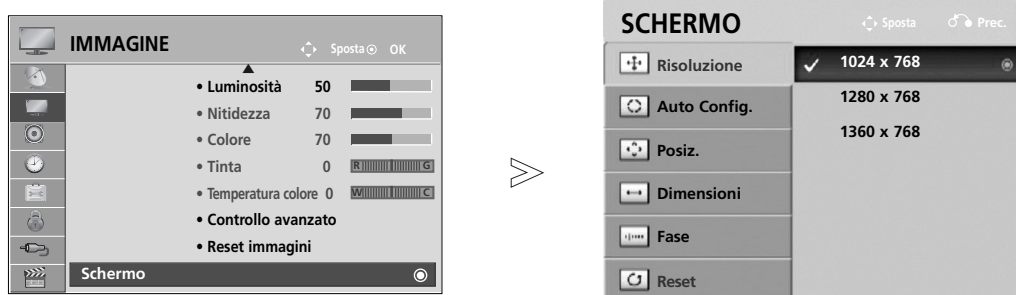 IMMAGINE
Sposta OK
• Luminosità 50
• Nitidezza 70
• Colore 70
• Tinta 0 R G
• Temperatura colore 0 W C
• Controllo avanzato
• Reset immagini
Schermo
SCHERMO
Sposta Prec.
Risoluzione
Auto Config.
Posiz.
Dimensioni
Fase
Reset
1024 x 768
1280 x 768
1360 x 768